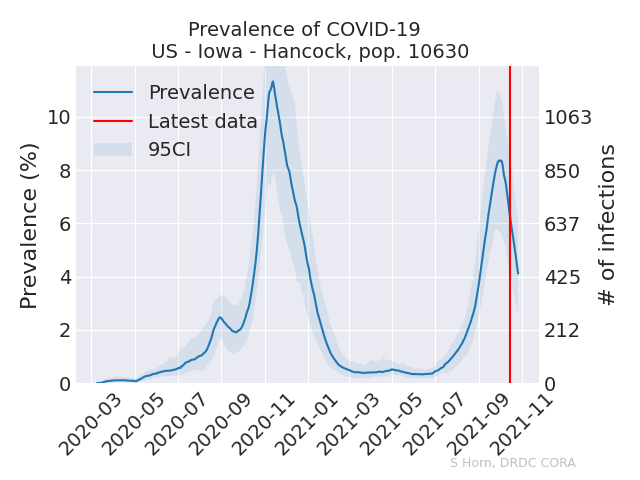 Prevalence of COVID-19
US - Iowa - Hancock, pop. 10630
Prevalence
Latest data
95CI
Prevalence (%)
10
8
6
4
2
0
# of infections
1063
850
637
425
212
0
2020-03
2020-05
2020-07
2020-09
2020-11
2021-01
2021-03
2021-05
2021-07
2021-09
2021-11
S Horn, DRDC CORA